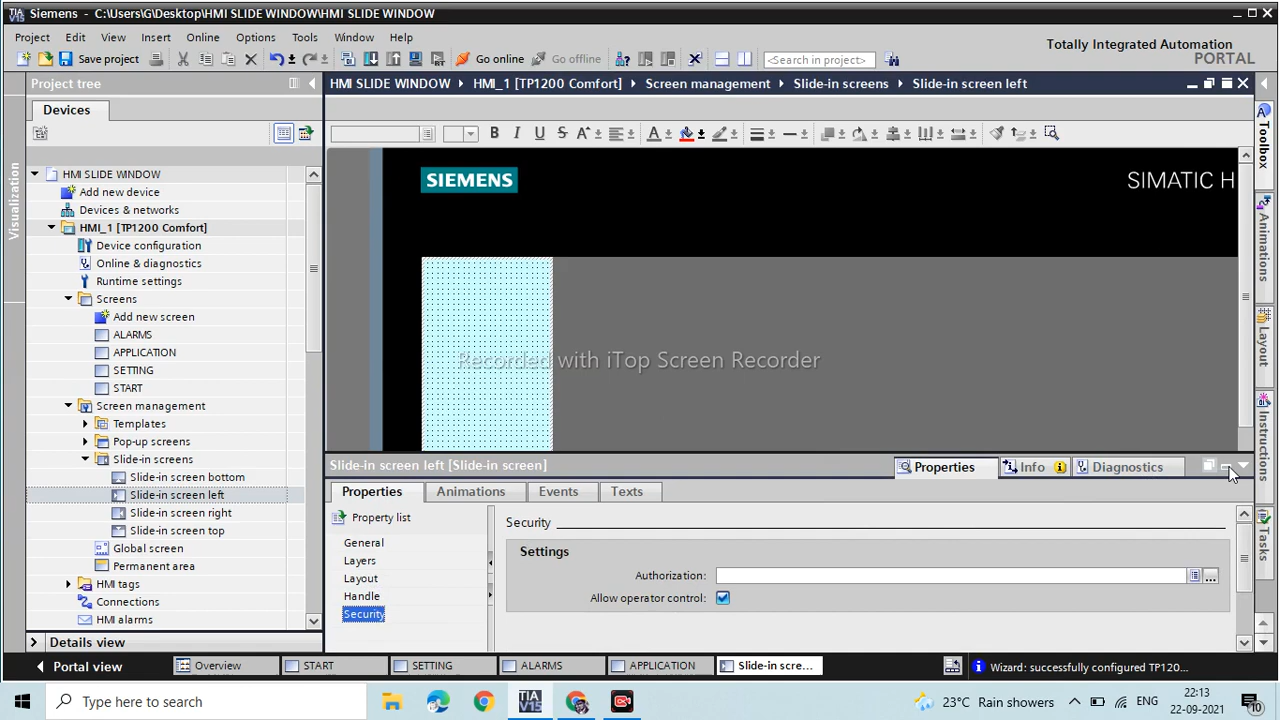 Siemens - C:\Users\G\Desktop\HMI SLIDE WINDOW\HMI SLIDE WINDOW
TIA V15
Project Edit View Insert Online Options Tools Window Help
Totally Integrated Automation
PORTAL
Save project
Go online
Go offline
<Search in project>
Project tree
HMI SLIDE WINDOW HMI_1 [TP1200 Comfort] Screen management Slide-in screens Slide-in screen left
Devices
Visualization
B I U S A
HMI SLIDE WINDOW
Add new device
Devices & networks
HMI_1 [TP1200 Comfort]
Device configuration
Online & diagnostics
Runtime settings
Screens
Add new screen
ALARMS
APPLICATION
SETTING
START
Screen management
Templates
Pop-up screens
Slide-in screens
Slide-in screen bottom
Slide-in screen left
Slide-in screen right
Slide-in screen top
Global screen
Permanent area
HMI tags
Connections
HMI alarms
Details view
SIEMENS
SIMATIC H
Recorded with iTop Screen Recorder
Toolbox
Animations
Layout
Instructions
Tasks
Slide-in screen left [Slide-in screen]
Properties Info Diagnostics
Properties Animations Events Texts
Property list
General
Layers
Layout
Handle
Security
Security
Settings
Authorization:
Allow operator control:
Portal view Overview START SETTING ALARMS APPLICATION Slide-in scre...
Wizard: successfully configured TP120...
Type here to search
TIA V15
23°C Rain showers
ENG
22:13
22-09-2021
10